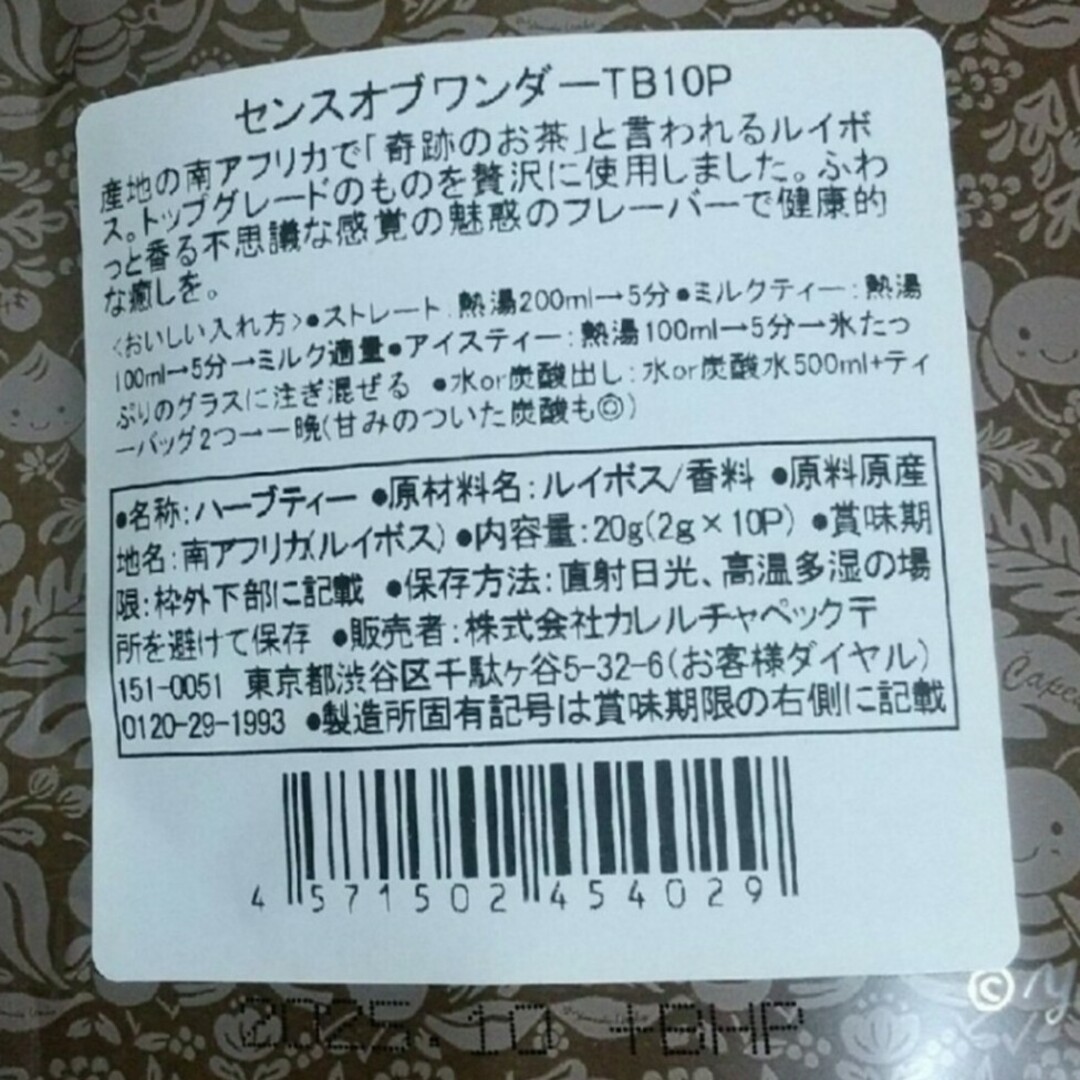 センスオブワンダーTB10P
産地の南アフリカで「奇跡のお茶」と言われるルイボ
ス。トップグレードのものを贅沢に使用しました。ふわ
っと香る不思議な感覚の魅惑のフレーバーで健康的
な癒しを。
<おいしい入れ方>●ストレート:熱湯200ml→5分●ミルクティー:熱湯
100ml→5分→ミルク適量●アイスティー:熱湯100ml→5分→氷たっ
ぷりのグラスに注ぎ混ぜる ●水or炭酸出し:水or炭酸水500ml+ティ
ーバッグ2つ→一晩(甘みのついた炭酸も◎)
●名称:ハーブティー ●原材料名:ルイボス/香料 ●原料原産
地名:南アフリカ(ルイボス) ●内容量:20g(2g×10P) ●賞味期
限:枠外下部に記載 ●保存方法:直射日光、高温多湿の場
所を避けて保存 ●販売者:株式会社カレルチャペック〒
151-0051 東京都渋谷区千駄ヶ谷5-32-6(お客様ダイヤル)
0120-29-1993 ●製造所固有記号は賞味期限の右側に記載
4 571502 454029
2025.10 +BHP
Čapek
©